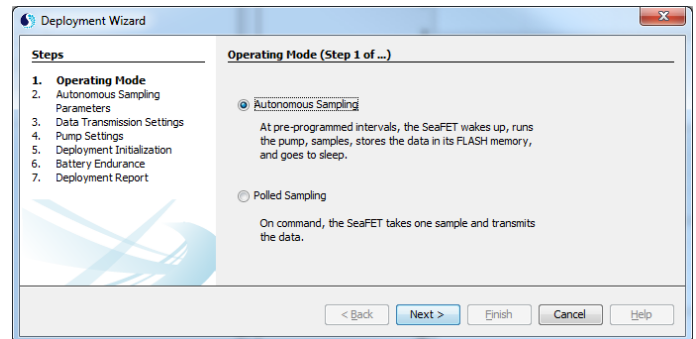 Deployment Wizard
Steps
1. Operating Mode
2. Autonomous Sampling
Parameters
3. Data Transmission Settings
4. Pump Settings
5. Deployment Initialization
6. Battery Endurance
7. Deployment Report
Operating Mode (Step 1 of ...)
Autonomous Sampling
At pre-programmed intervals, the SeaFET wakes up, runs
the pump, samples, stores the data in its FLASH memory,
and goes to sleep.
Polled Sampling
On command, the SeaFET takes one sample and transmits
the data.
< Back Next > Finish Cancel Help